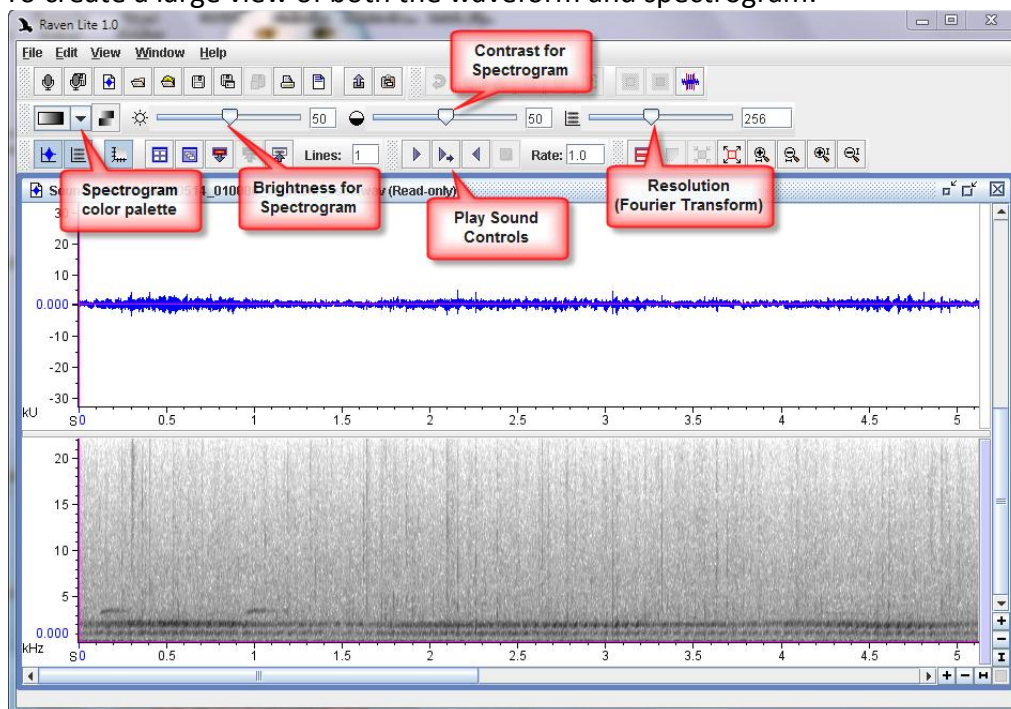 To create a large view of both the waveform and spectrogram:
Raven Lite 1.0
File Edit View Window Help
Contrast for
Spectrogram
50
50
256
Lines: 1
Rate: 1.0
Spectrogram
color palette
Brightness for
Spectrogram
Play Sound
Controls
Resolution
(Fourier Transform)
(Read-only)
20
10
0.000
-10
-20
-30
kU
S 0 0.5 1 1.5 2 2.5 3 3.5 4 4.5 5
20
15
10
5
0.000
kHz
S 0 0.5 1 1.5 2 2.5 3 3.5 4 4.5 5